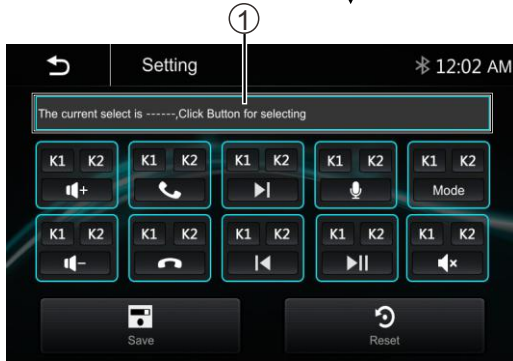 1
Setting
12:02 AM
The current select is ------,Click Button for selecting
K1 K2 K1 K2 K1 K2 K1 K2 K1 K2
+ Mode
K1 K2 K1 K2 K1 K2 K1 K2 K1 K2
Save Reset